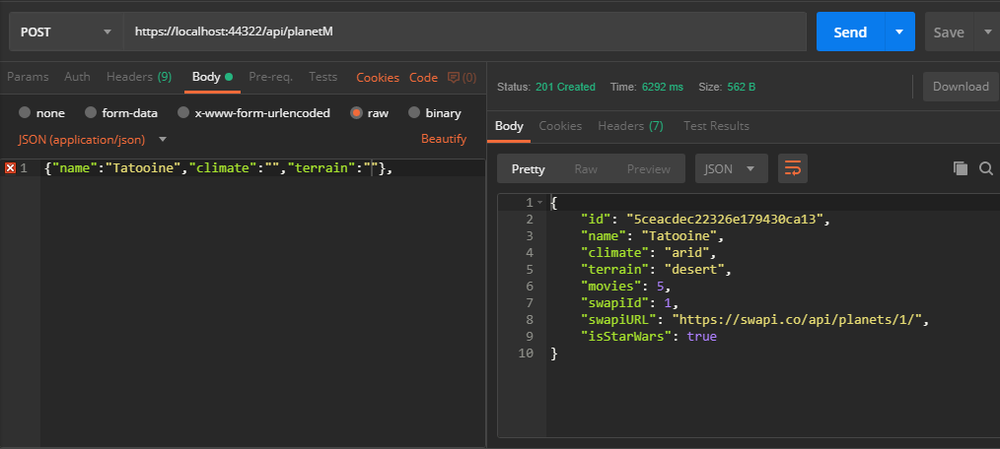 POST https://localhost:44322/api/planetM Send Save
Params Auth Headers (9) Body Pre-req. Tests Cookies Code (0)
none form-data x-www-form-urlencoded raw binary
JSON (application/json) Beautify
1 {"name":"Tatooine","climate":"","terrain":""},
Status: 201 Created Time: 6292 ms Size: 562 B Download
Body Cookies Headers (7) Test Results
Pretty Raw Preview JSON
1 {
2 "id": "5ceacdec22326e179430ca13",
3 "name": "Tatooine",
4 "climate": "arid",
5 "terrain": "desert",
6 "movies": 5,
7 "swapiId": 1,
8 "swapiURL": "https://swapi.co/api/planets/1/",
9 "isStarWars": true
10 }